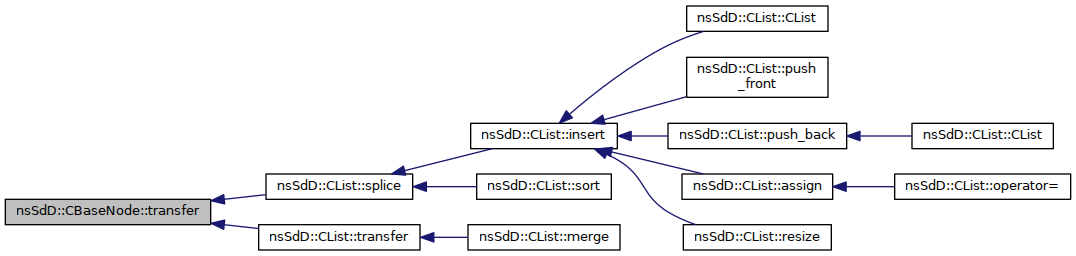 nsSdD::CList::CList
nsSdD::CList::push
_front
nsSdD::CList::insert
nsSdD::CList::push_back
nsSdD::CList::CList
nsSdD::CList::splice
nsSdD::CList::sort
nsSdD::CList::assign
nsSdD::CList::operator=
nsSdD::CBaseNode::transfer
nsSdD::CList::transfer
nsSdD::CList::merge
nsSdD::CList::resize